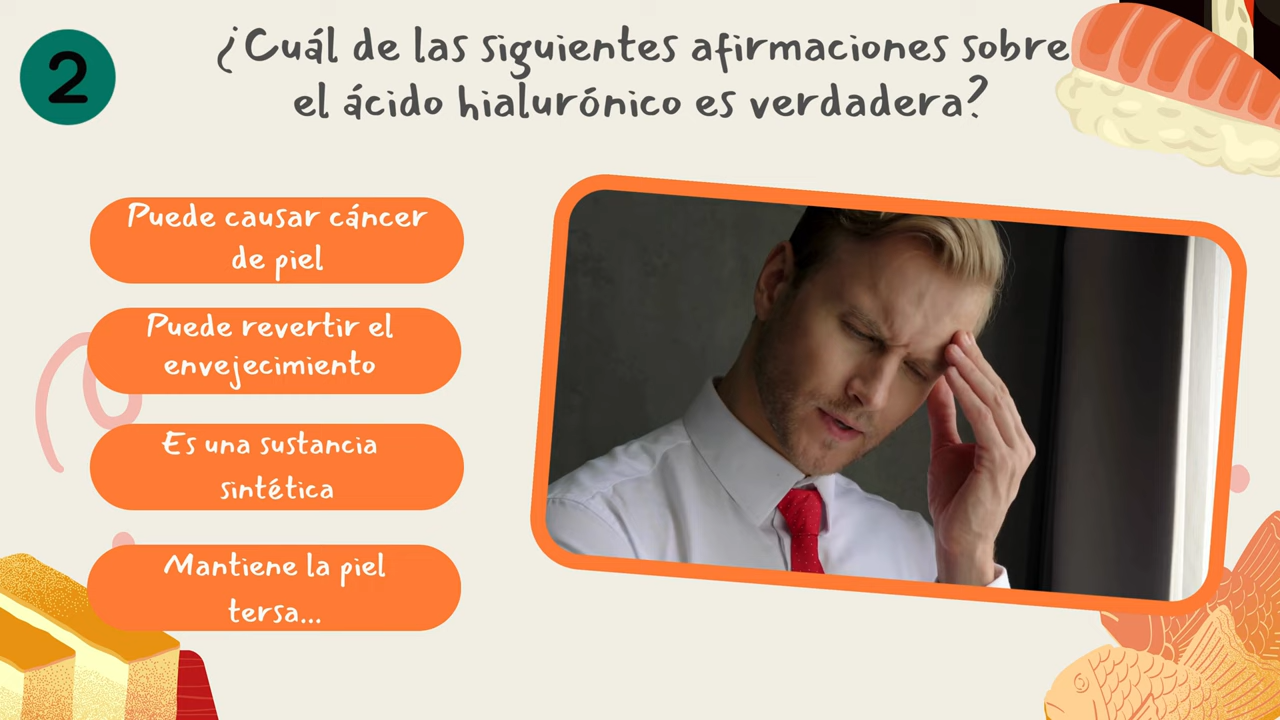 2
¿Cuál de las siguientes afirmaciones sobre
el ácido hialurónico es verdadera?
Puede causar cáncer
de piel
Puede revertir el
envejecimiento
Es una sustancia
sintética
Mantiene la piel
tersa...